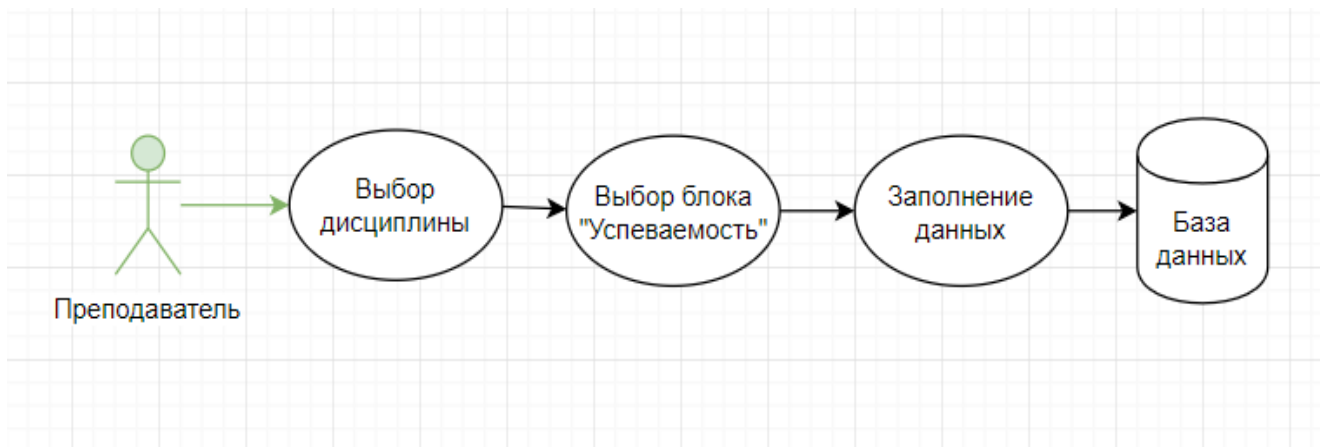 Преподаватель
Выбор
дисциплины
Выбор блока
"Успеваемость"
Заполнение
данных
База
данных